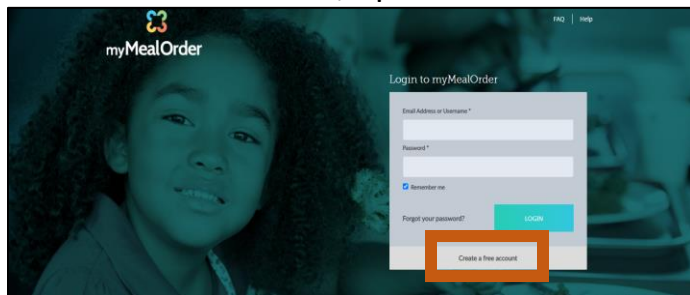 FAQ | Help
myMealOrder
Login to myMealOrder
Email Address or Username *
Password *
Remember me
Forgot your password? LOGIN
Create a free account